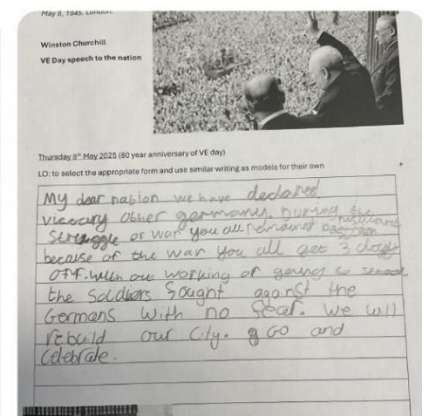 May 8, 1945. London.
Winston Churchill
VE Day speech to the nation
Thursday 8th May 2025 (80 year anniversary of VE day)
LO: to select the appropriate form and use similar writing as models for their own
My dear nation we have declared
viccury other germany. During the
struggle or war you all remained
because of the war you all get 3 days
off. with out working or going to school
the soldiers fought aganst the
Germans with no fear. we will
rebuild our city. Go and
celebrate.